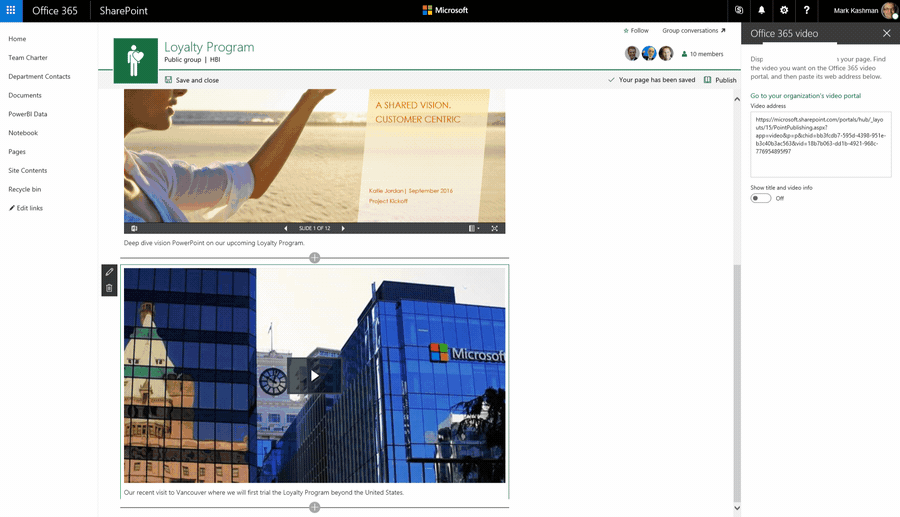 Office 365
SharePoint
Microsoft
Mark Kashman
Home
Team Charter
Department Contacts
Documents
PowerBI Data
Notebook
Pages
Site Contents
Recycle bin
Edit links
Loyalty Program
Public group | HBI
Follow
Group conversations
10 members
Save and close
Your page has been saved
Publish
A SHARED VISION.
CUSTOMER CENTRIC
Katie Jordan| September 2016
Project Kickoff
SLIDE 1 OF 12
Deep dive vision PowerPoint on our upcoming Loyalty Program.
Microsoft
Our recent visit to Vancouver where we will first trial the Loyalty Program beyond the United States.
Office 365 video
your page. Find
the video you want on the Office 365 video
portal, and then paste its web address below.
Go to your organization's video portal
Video address
https://microsoft.sharepoint.com/portals/hub/_layo
uts/15/PointPublishing.aspx?
app=video&p=p&chid=bb3fcdb7-595d-4398-951e-
b3c40b3ac563&vid=18b7b063-dd1b-4921-968c-
776954895f97
Show title and video info
Off